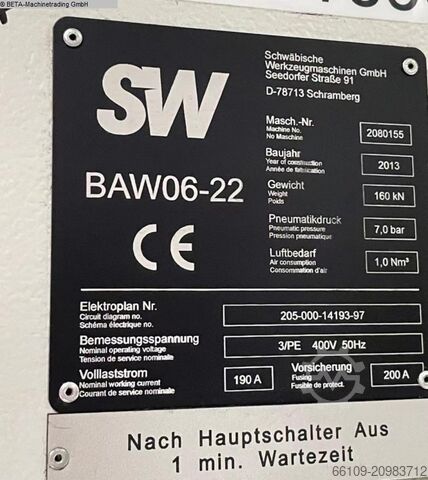 © BETA-Machinetrading GmbH
SW
Schwäbische
Werkzeugmaschinen GmbH
Seedorfer Straße 91
D-78713 Schramberg
BAW06-22
CE
Masch.-Nr.
Machine No.
No Maschine
2080155
Baujahr
Year of construction
Année de fabrication
2013
Gewicht
Weight
Poids
160 kN
Pneumatikdruck
Pneumatic pressure
Pression pneumatique
7,0 bar
Luftbedarf
Air consumption
Consommation d'air
1,0 Nm³
Elektroplan Nr.
Circuit diagram no.
Schéma électrique no.
205-000-14193-97
Bemessungsspannung
Nominal operating voltage
Tension de service nominale
3/PE 400V 50Hz
Volllaststrom
Nominal working current
Courant de service nominale
190 A
Vorsicherung
Fusing
Fusible de protect.
200 A
Nach Hauptschalter Aus
1 min. Wartezeit
66109-20983712